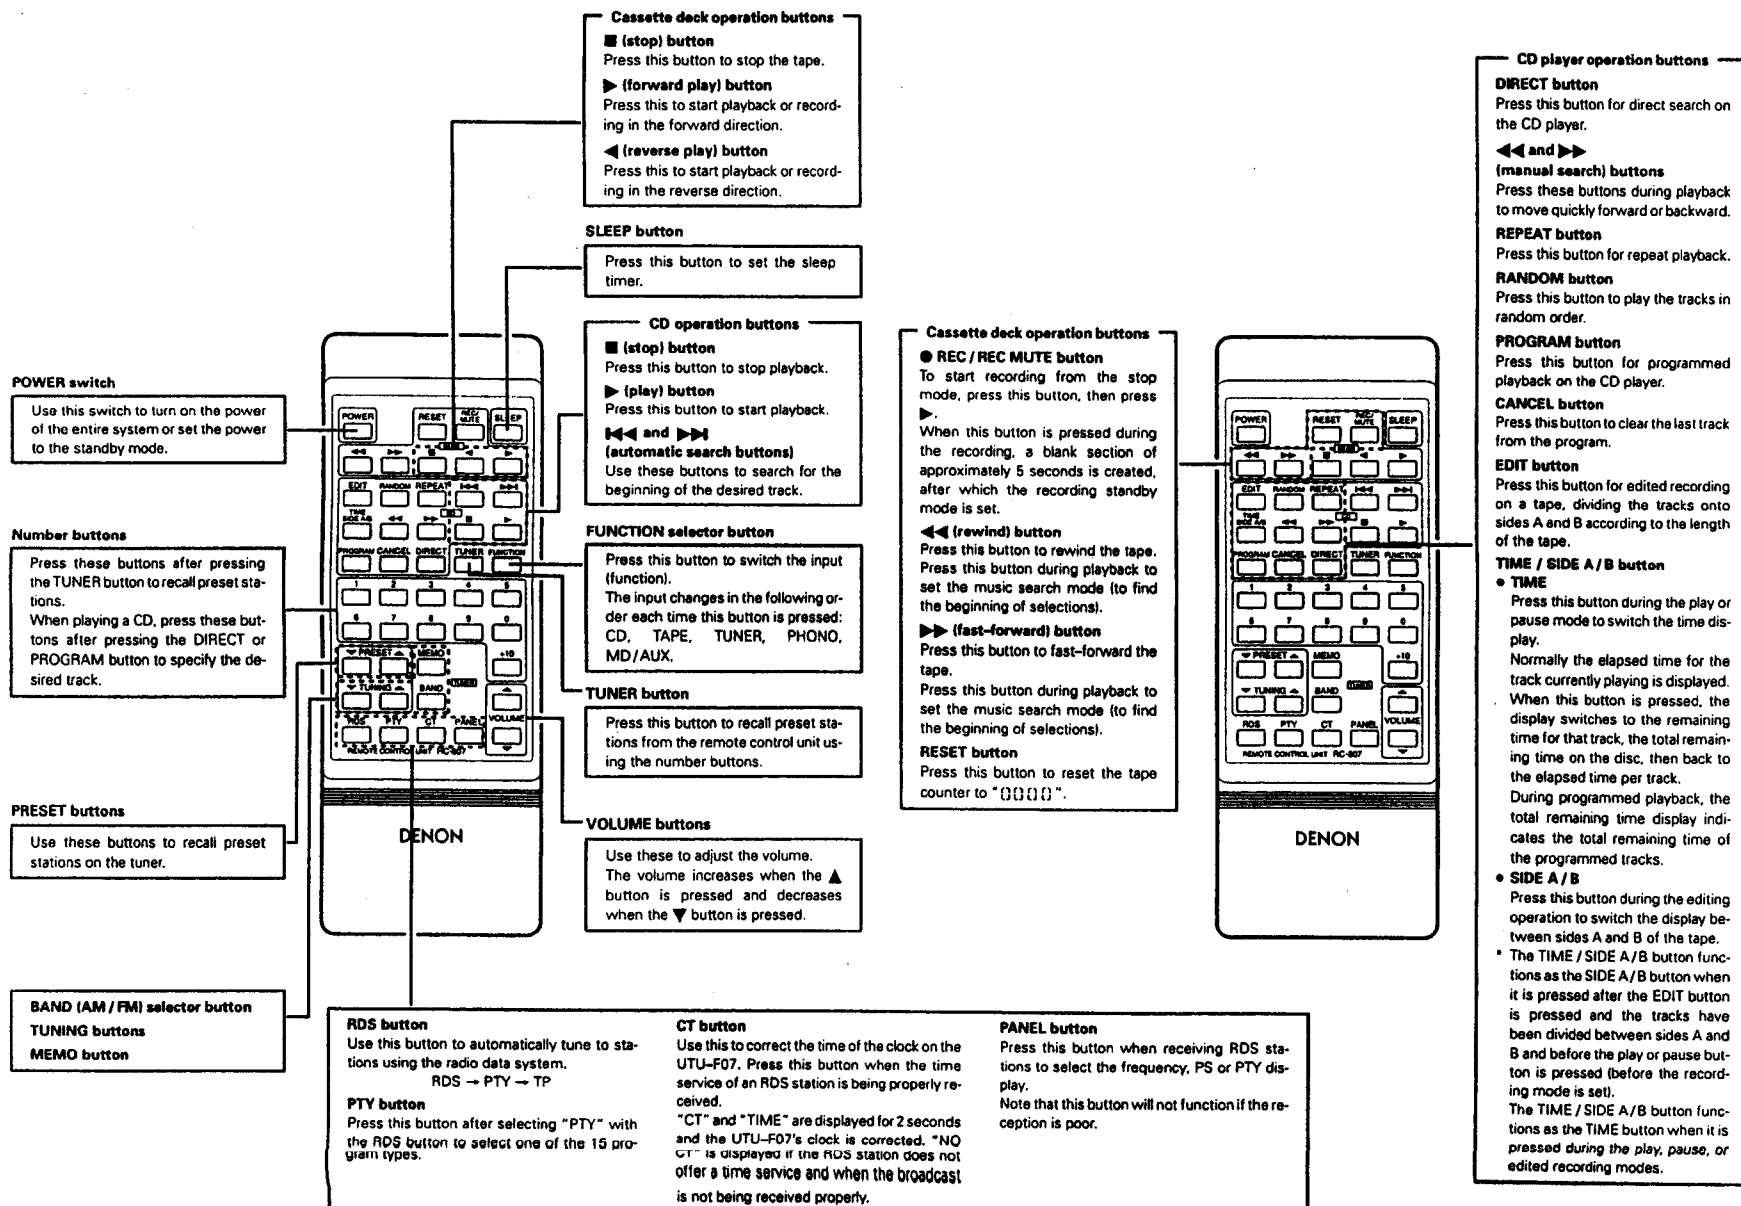 Cassette deck operation buttons
■ (stop) button
Press this button to stop the tape.
▶ (forward play) button
Press this to start playback or record-
ing in the forward direction.
◀ (reverse play) button
Press this to start playback or record-
ing in the reverse direction.
SLEEP button
Press this button to set the sleep
timer.
CD operation buttons
■ (stop) button
Press this button to stop playback.
▶ (play) button
Press this button to start playback.
|◀◀ and ▶▶|
(automatic search buttons)
Use these buttons to search for the
beginning of the desired track.
FUNCTION selector button
Press this button to switch the input
(function).
The input changes in the following or-
der each time this button is pressed:
CD, TAPE, TUNER, PHONO,
MD/AUX.
TUNER button
Press this button to recall preset sta-
tions from the remote control unit us-
ing the number buttons.
VOLUME buttons
Use these to adjust the volume.
The volume increases when the ▲
button is pressed and decreases
when the ▼ button is pressed.
POWER switch
Use this switch to turn on the power
of the entire system or set the power
to the standby mode.
Number buttons
Press these buttons after pressing
the TUNER button to recall preset sta-
tions.
When playing a CD, press these but-
tons after pressing the DIRECT or
PROGRAM button to specify the de-
sired track.
PRESET buttons
Use these buttons to recall preset
stations on the tuner.
BAND (AM / FM) selector button
TUNING buttons
MEMO button
POWER RESET REC/MUTE SLEEP
◀◀ ▶▶ ■ ◀ ▶
EDIT RANDOM REPEAT |◀◀ ▶▶|
TIME SIDE A/B ◀◀ ▶▶ ■ ▶
CD
PROGRAM CANCEL DIRECT TUNER FUNCTION
1 2 3 4 5
6 7 8 9 0
▼ PRESET ▲ MEMO +10
▼ TUNING ▲ BAND TUNER
RDS PTY CT PANEL VOLUME
REMOTE CONTROL UNIT RC-807
DENON
RDS button
Use this button to automatically tune to sta-
tions using the radio data system.
RDS → PTY → TP
PTY button
Press this button after selecting "PTY" with
the RDS button to select one of the 15 pro-
gram types.
CT button
Use this to correct the time of the clock on the
UTU–F07. Press this button when the time
service of an RDS station is being properly re-
ceived.
"CT" and "TIME" are displayed for 2 seconds
and the UTU–F07's clock is corrected. "NO
CT" is displayed if the RDS station does not
offer a time service and when the broadcast
is not being received properly.
PANEL button
Press this button when receiving RDS sta-
tions to select the frequency, PS or PTY dis-
play.
Note that this button will not function if the re-
ception is poor.
Cassette deck operation buttons
● REC / REC MUTE button
To start recording from the stop
mode, press this button, then press
▶.
When this button is pressed during
the recording, a blank section of
approximately 5 seconds is created,
after which the recording standby
mode is set.
◀◀ (rewind) button
Press this button to rewind the tape.
Press this button during playback to
set the music search mode (to find
the beginning of selections).
▶▶ (fast–forward) button
Press this button to fast–forward the
tape.
Press this button during playback to
set the music search mode (to find
the beginning of selections).
RESET button
Press this button to reset the tape
counter to "0000".
POWER RESET REC/MUTE SLEEP
◀◀ ▶▶ ■ ◀ ▶
EDIT RANDOM REPEAT |◀◀ ▶▶|
TIME SIDE A/B ◀◀ ▶▶ ■ ▶
CD
PROGRAM CANCEL DIRECT TUNER FUNCTION
1 2 3 4 5
6 7 8 9 0
▼ PRESET ▲ MEMO +10
▼ TUNING ▲ BAND TUNER
RDS PTY CT PANEL VOLUME
REMOTE CONTROL UNIT RC-807
DENON
CD player operation buttons
DIRECT button
Press this button for direct search on
the CD player.
◀◀ and ▶▶
(manual search) buttons
Press these buttons during playback
to move quickly forward or backward.
REPEAT button
Press this button for repeat playback.
RANDOM button
Press this button to play the tracks in
random order.
PROGRAM button
Press this button for programmed
playback on the CD player.
CANCEL button
Press this button to clear the last track
from the program.
EDIT button
Press this button for edited recording
on a tape, dividing the tracks onto
sides A and B according to the length
of the tape.
TIME / SIDE A / B button
● TIME
Press this button during the play or
pause mode to switch the time dis-
play.
Normally the elapsed time for the
track currently playing is displayed.
When this button is pressed, the
display switches to the remaining
time for that track, the total remain-
ing time on the disc, then back to
the elapsed time per track.
During programmed playback, the
total remaining time display indi-
cates the total remaining time of
the programmed tracks.
● SIDE A / B
Press this button during the editing
operation to switch the display be-
tween sides A and B of the tape.
* The TIME / SIDE A/B button func-
tions as the SIDE A / B button when
it is pressed after the EDIT button
is pressed and the tracks have
been divided between sides A and
B and before the play or pause but-
ton is pressed (before the record-
ing mode is set).
The TIME / SIDE A/B button func-
tions as the TIME button when it is
pressed during the play, pause, or
edited recording modes.